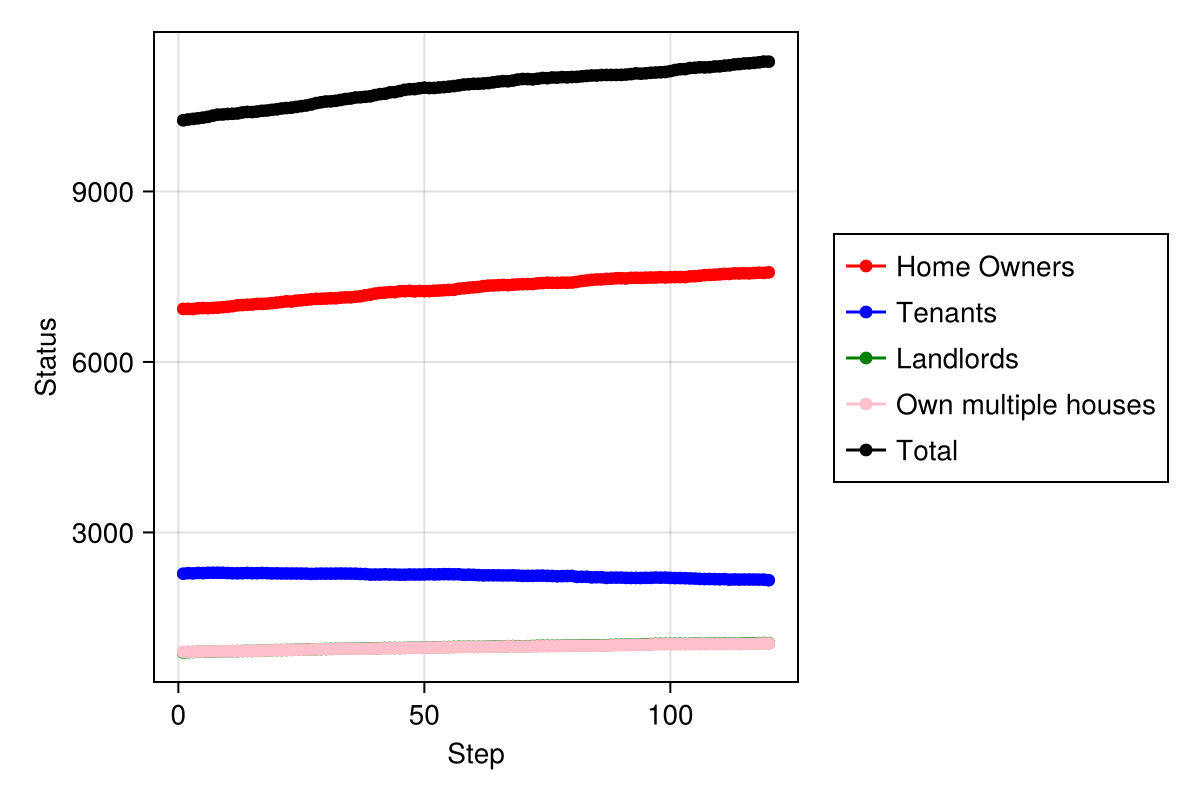 9000
6000
3000
Status
0 50 100
Step
Home Owners
Tenants
Landlords
Own multiple houses
Total